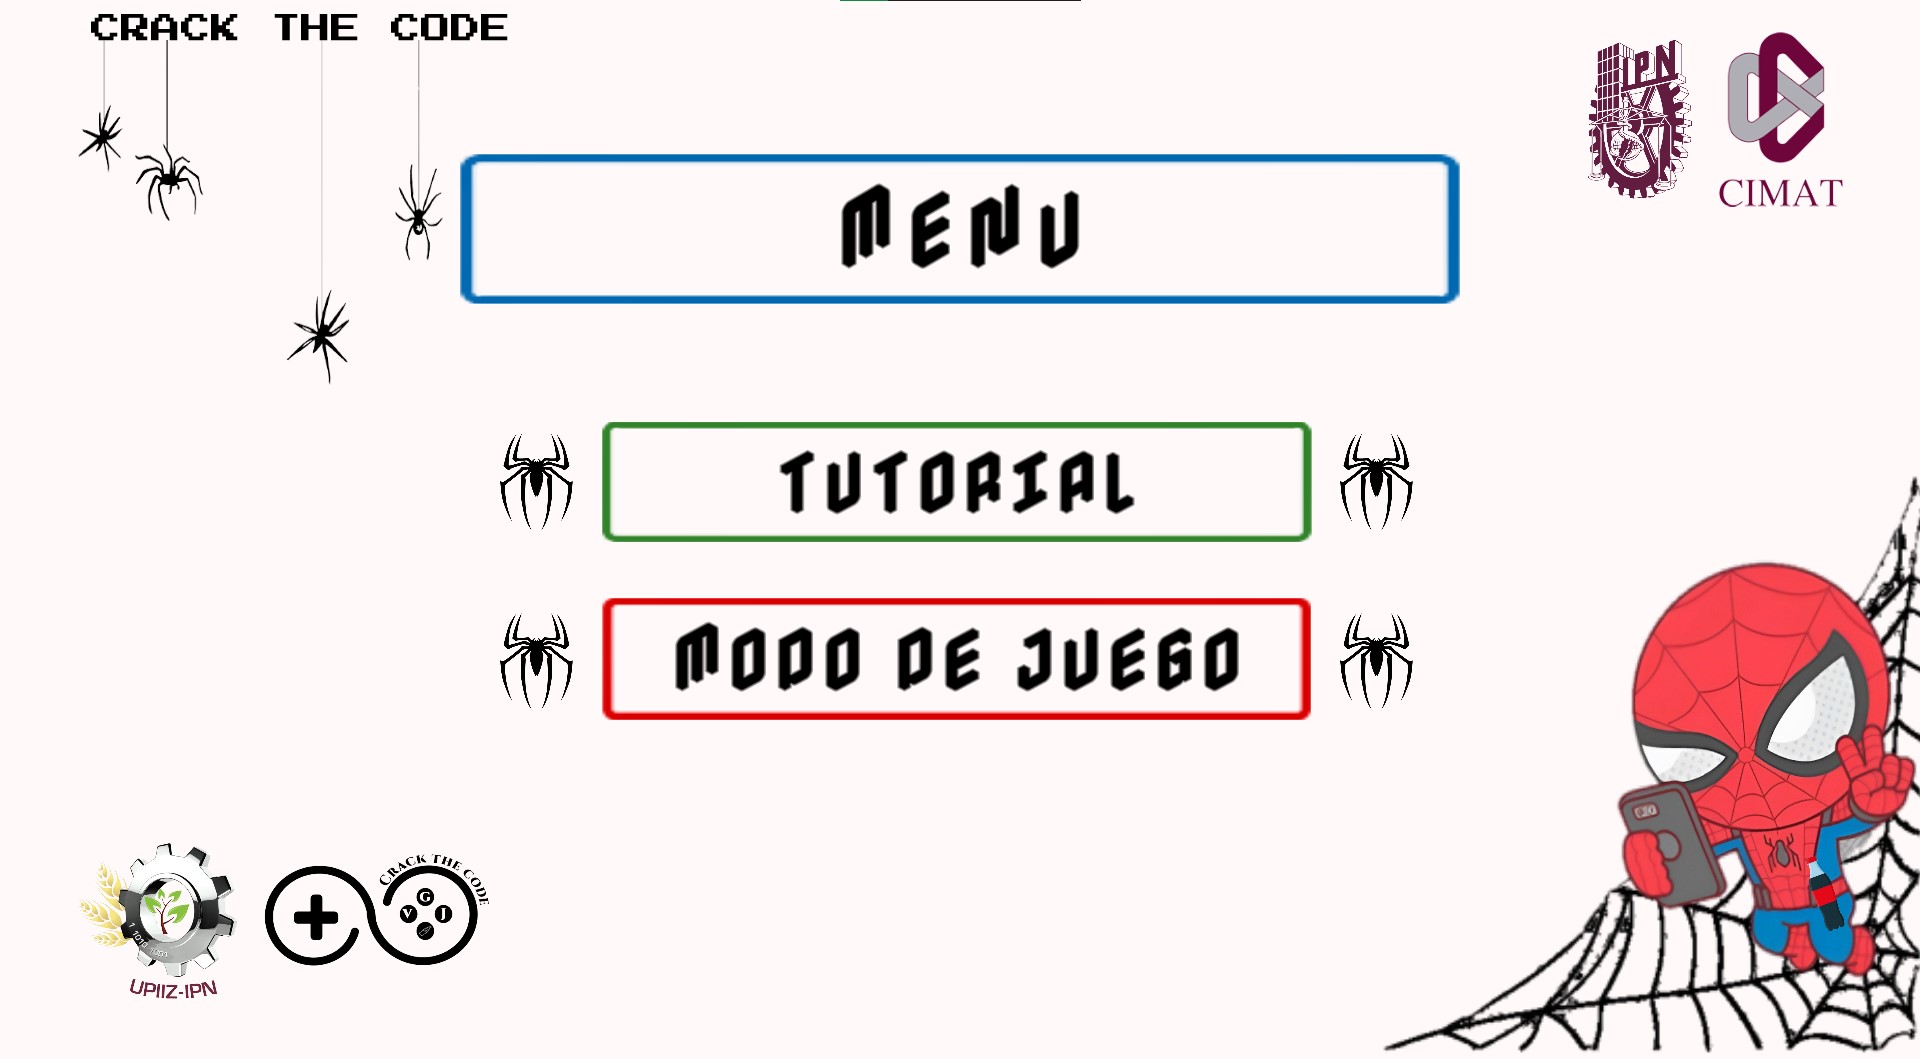 CRACK THE CODE
IPN
CIMAT
MENU
TUTORIAL
MODO DE JUEGO
UPIIZ-IPN
CRACK THE CODE
G
V J